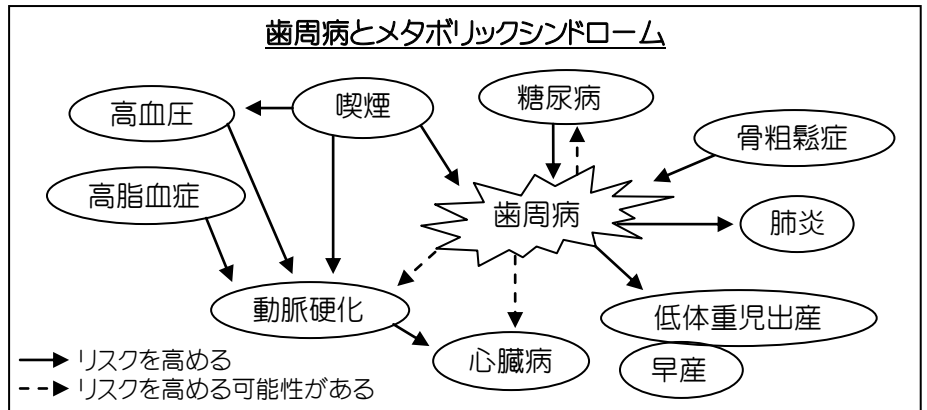 歯周病とメタボリックシンドローム
高血圧
喫煙
糖尿病
骨粗鬆症
高脂血症
歯周病
肺炎
動脈硬化
低体重児出産
心臓病
早産
リスクを高める
リスクを高める可能性がある